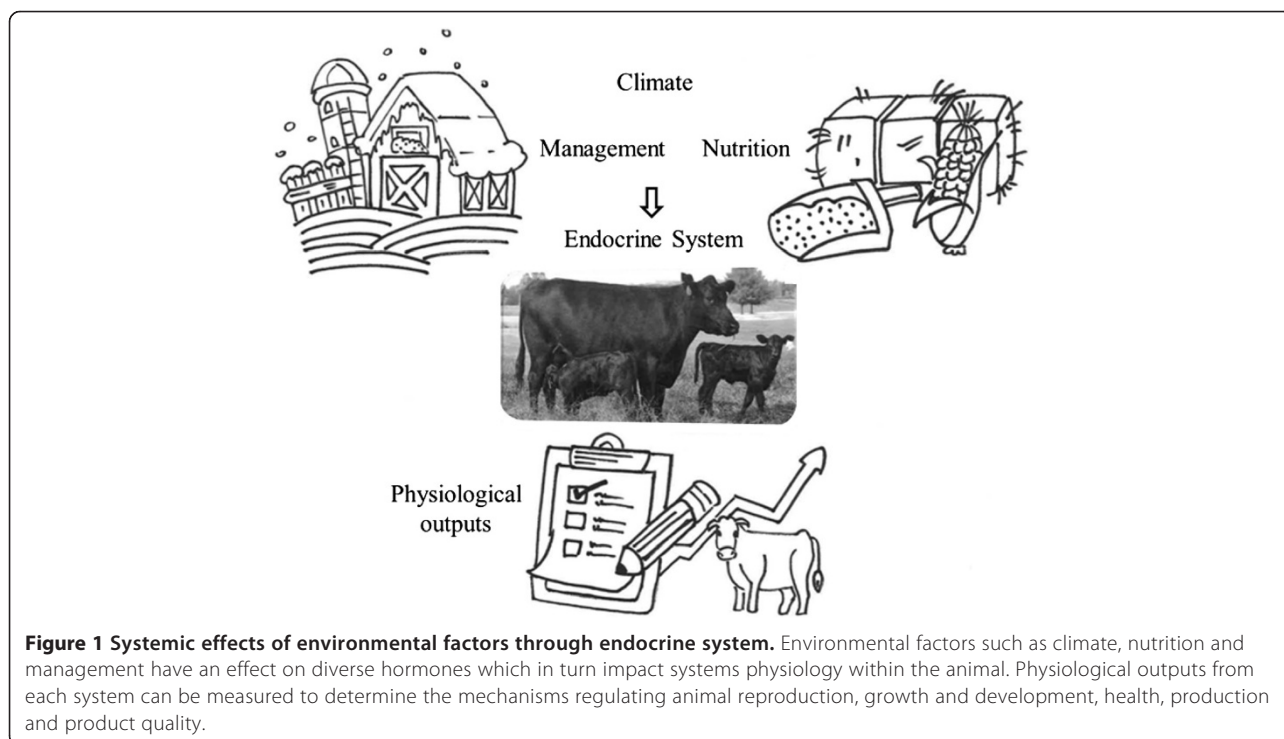 Climate
Management Nutrition
Endocrine System
Physiological
outputs
Figure 1 Systemic effects of environmental factors through endocrine system. Environmental factors such as climate, nutrition and
management have an effect on diverse hormones which in turn impact systems physiology within the animal. Physiological outputs from
each system can be measured to determine the mechanisms regulating animal reproduction, growth and development, health, production
and product quality.